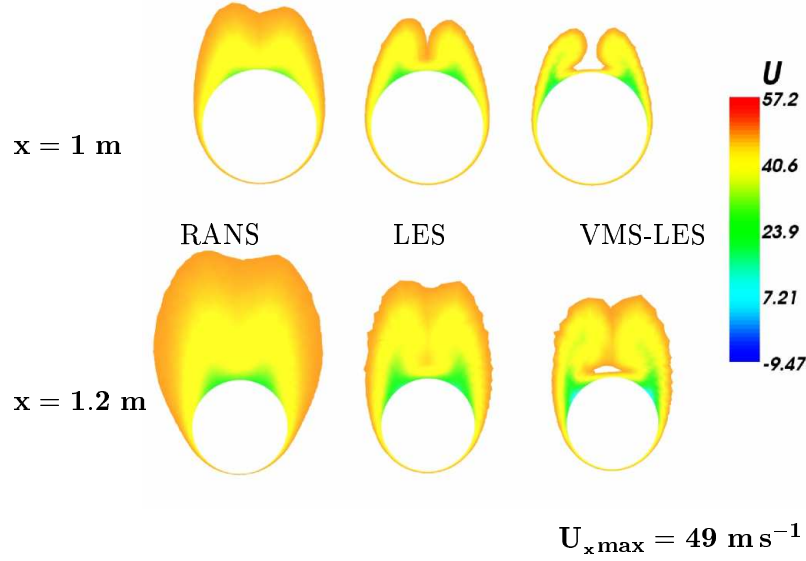 U
57.2
40.6
23.9
7.21
-9.47
x = 1 m
RANS LES VMS-LES
x = 1.2 m
Uₓ max = 49 m s⁻¹